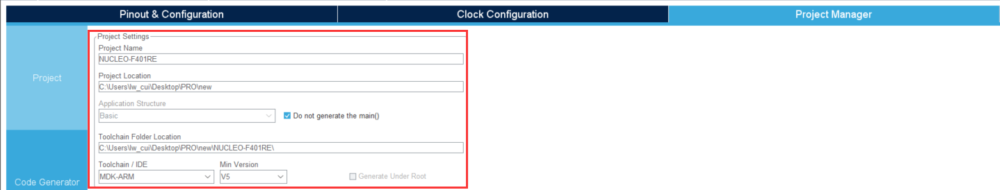 Pinout & Configuration
Clock Configuration
Project Manager
Project
Code Generator
Project Settings
Project Name
NUCLEO-F401RE
Project Location
C:\Users\lw_cui\Desktop\PRO\new
Application Structure
Basic
Do not generate the main()
Toolchain Folder Location
C:\Users\lw_cui\Desktop\PRO\new\NUCLEO-F401RE\
Toolchain / IDE
Min Version
MDK-ARM
V5
Generate Under Root